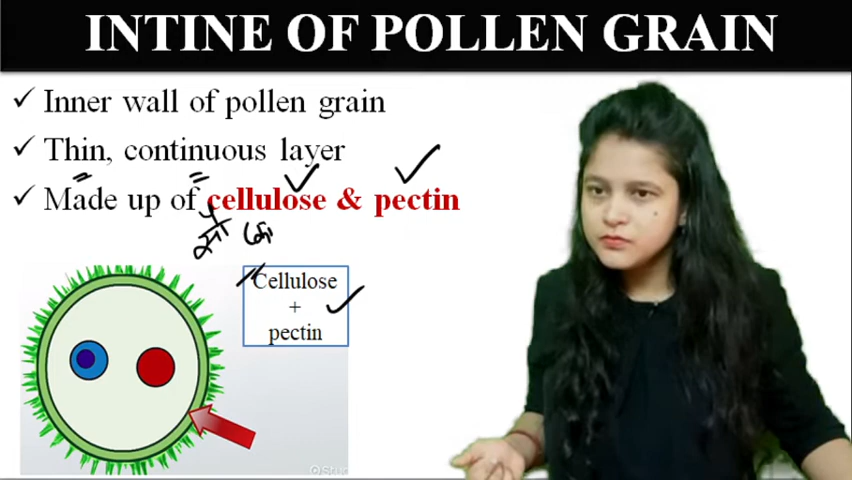 INTINE OF POLLEN GRAIN
✓ Inner wall of pollen grain
✓ Thin, continuous layer
✓ Made up of cellulose & pectin
Cellulose
+
pectin